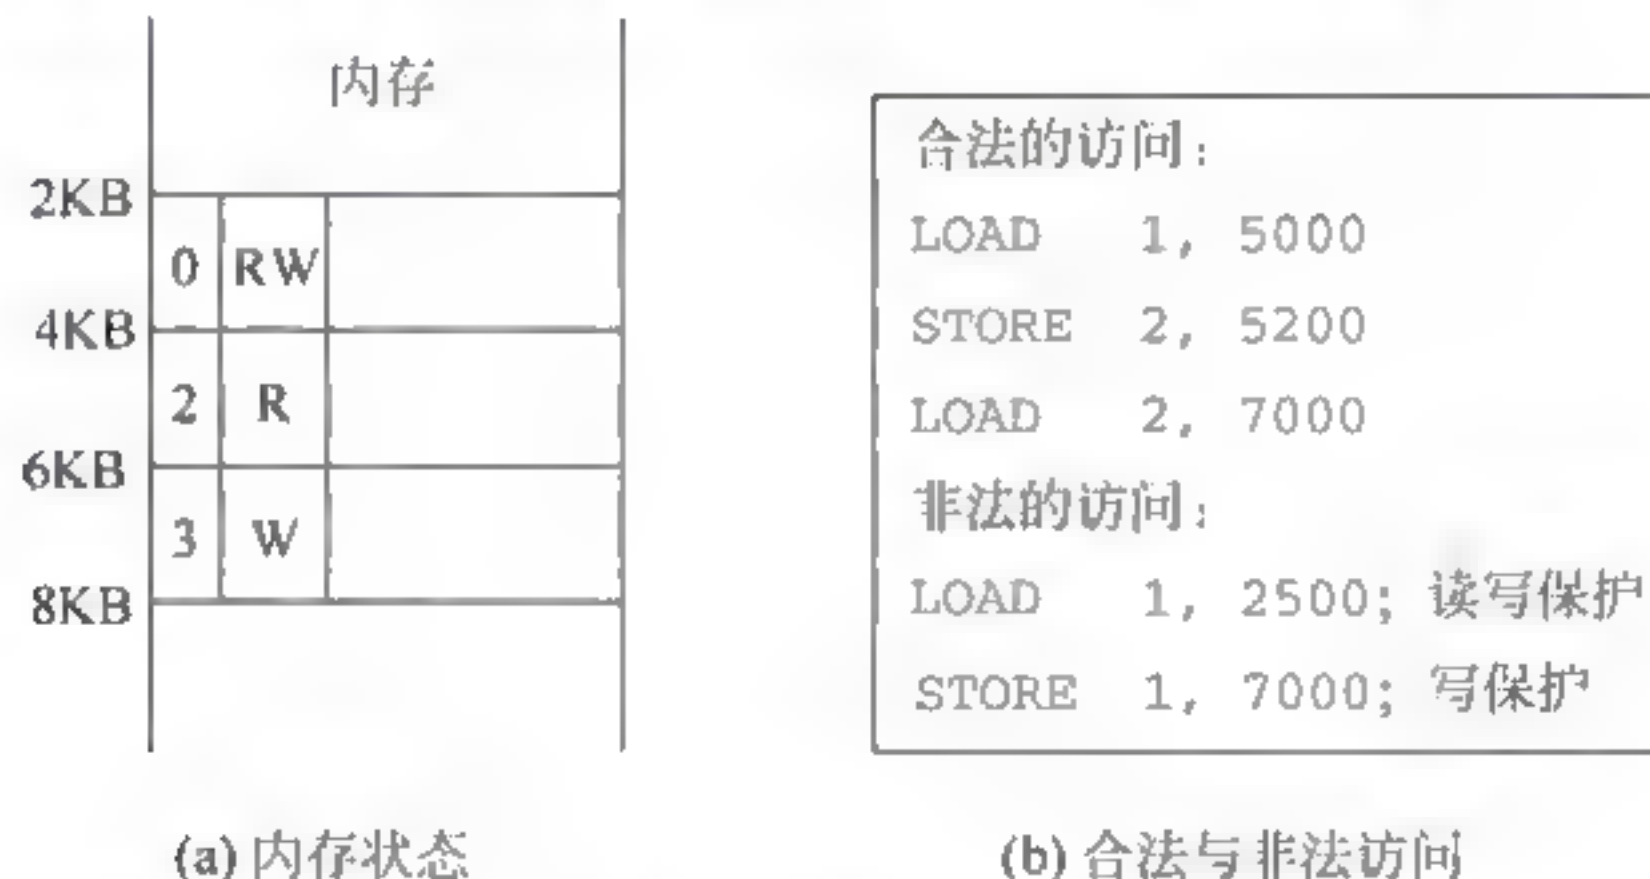 内存
2KB
0 RW
4KB
2 R
6KB
3 W
8KB
(a) 内存状态
合法的访问:
LOAD 1, 5000
STORE 2, 5200
LOAD 2, 7000
非法的访问:
LOAD 1, 2500; 读写保护
STORE 1, 7000; 写保护
(b) 合法与非法访问